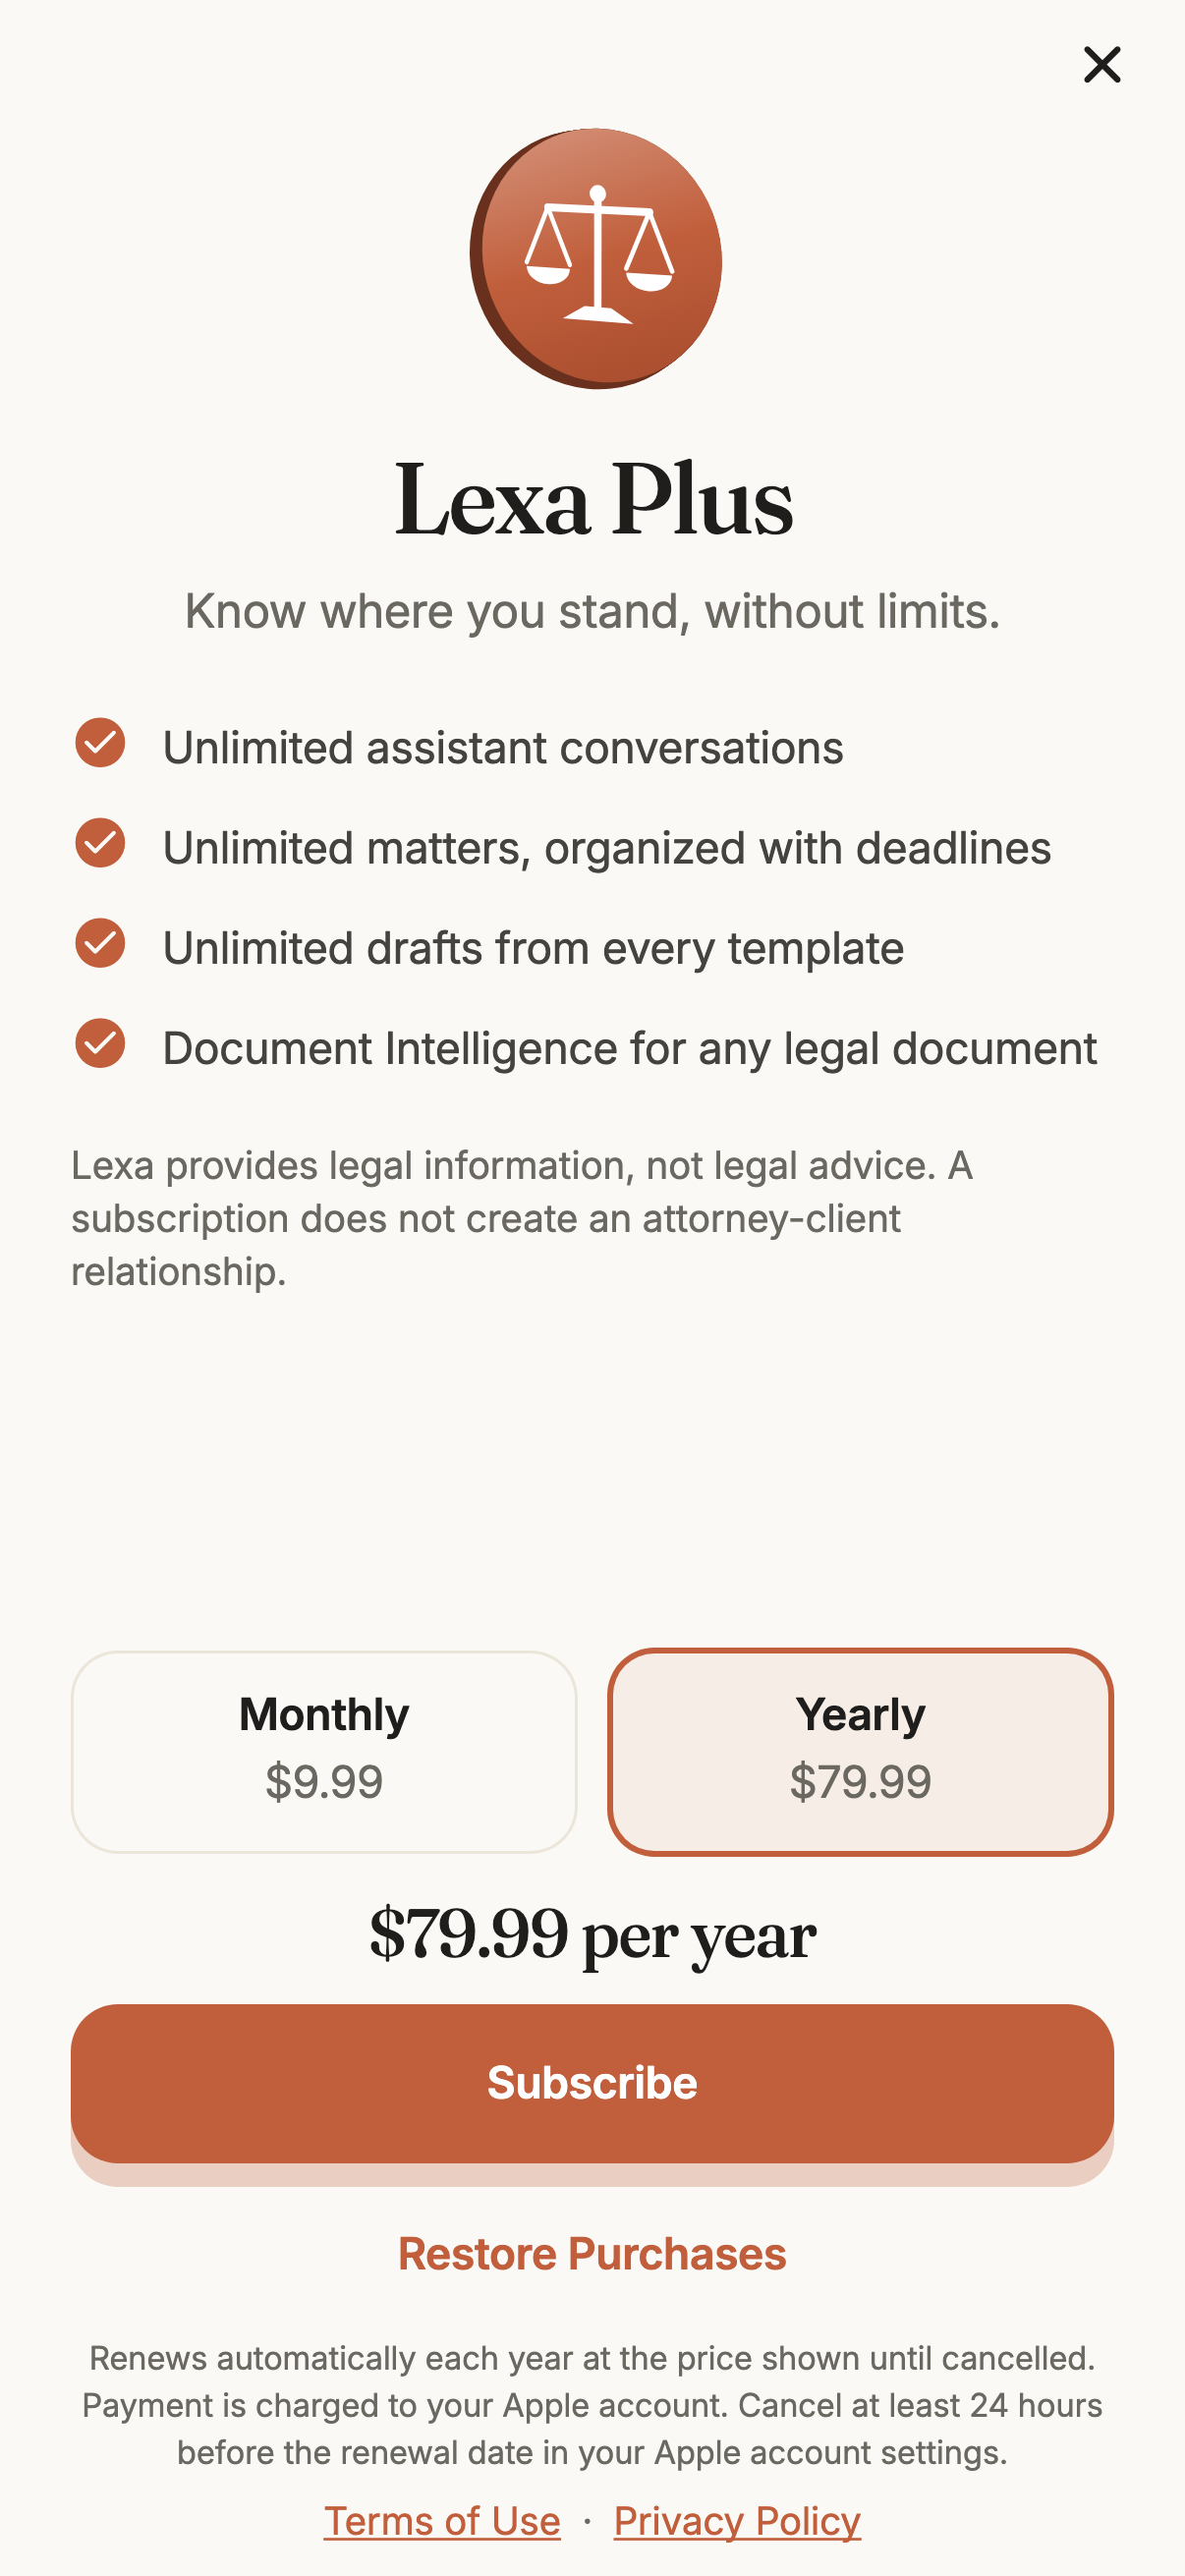 Lexa Plus
Know where you stand, without limits.
Unlimited assistant conversations
Unlimited matters, organized with deadlines
Unlimited drafts from every template
Document Intelligence for any legal document
Lexa provides legal information, not legal advice. A
subscription does not create an attorney-client
relationship.
Monthly
$9.99
Yearly
$79.99
$79.99 per year
Subscribe
Restore Purchases
Renews automatically each year at the price shown until cancelled.
Payment is charged to your Apple account. Cancel at least 24 hours
before the renewal date in your Apple account settings.
Terms of Use · Privacy Policy